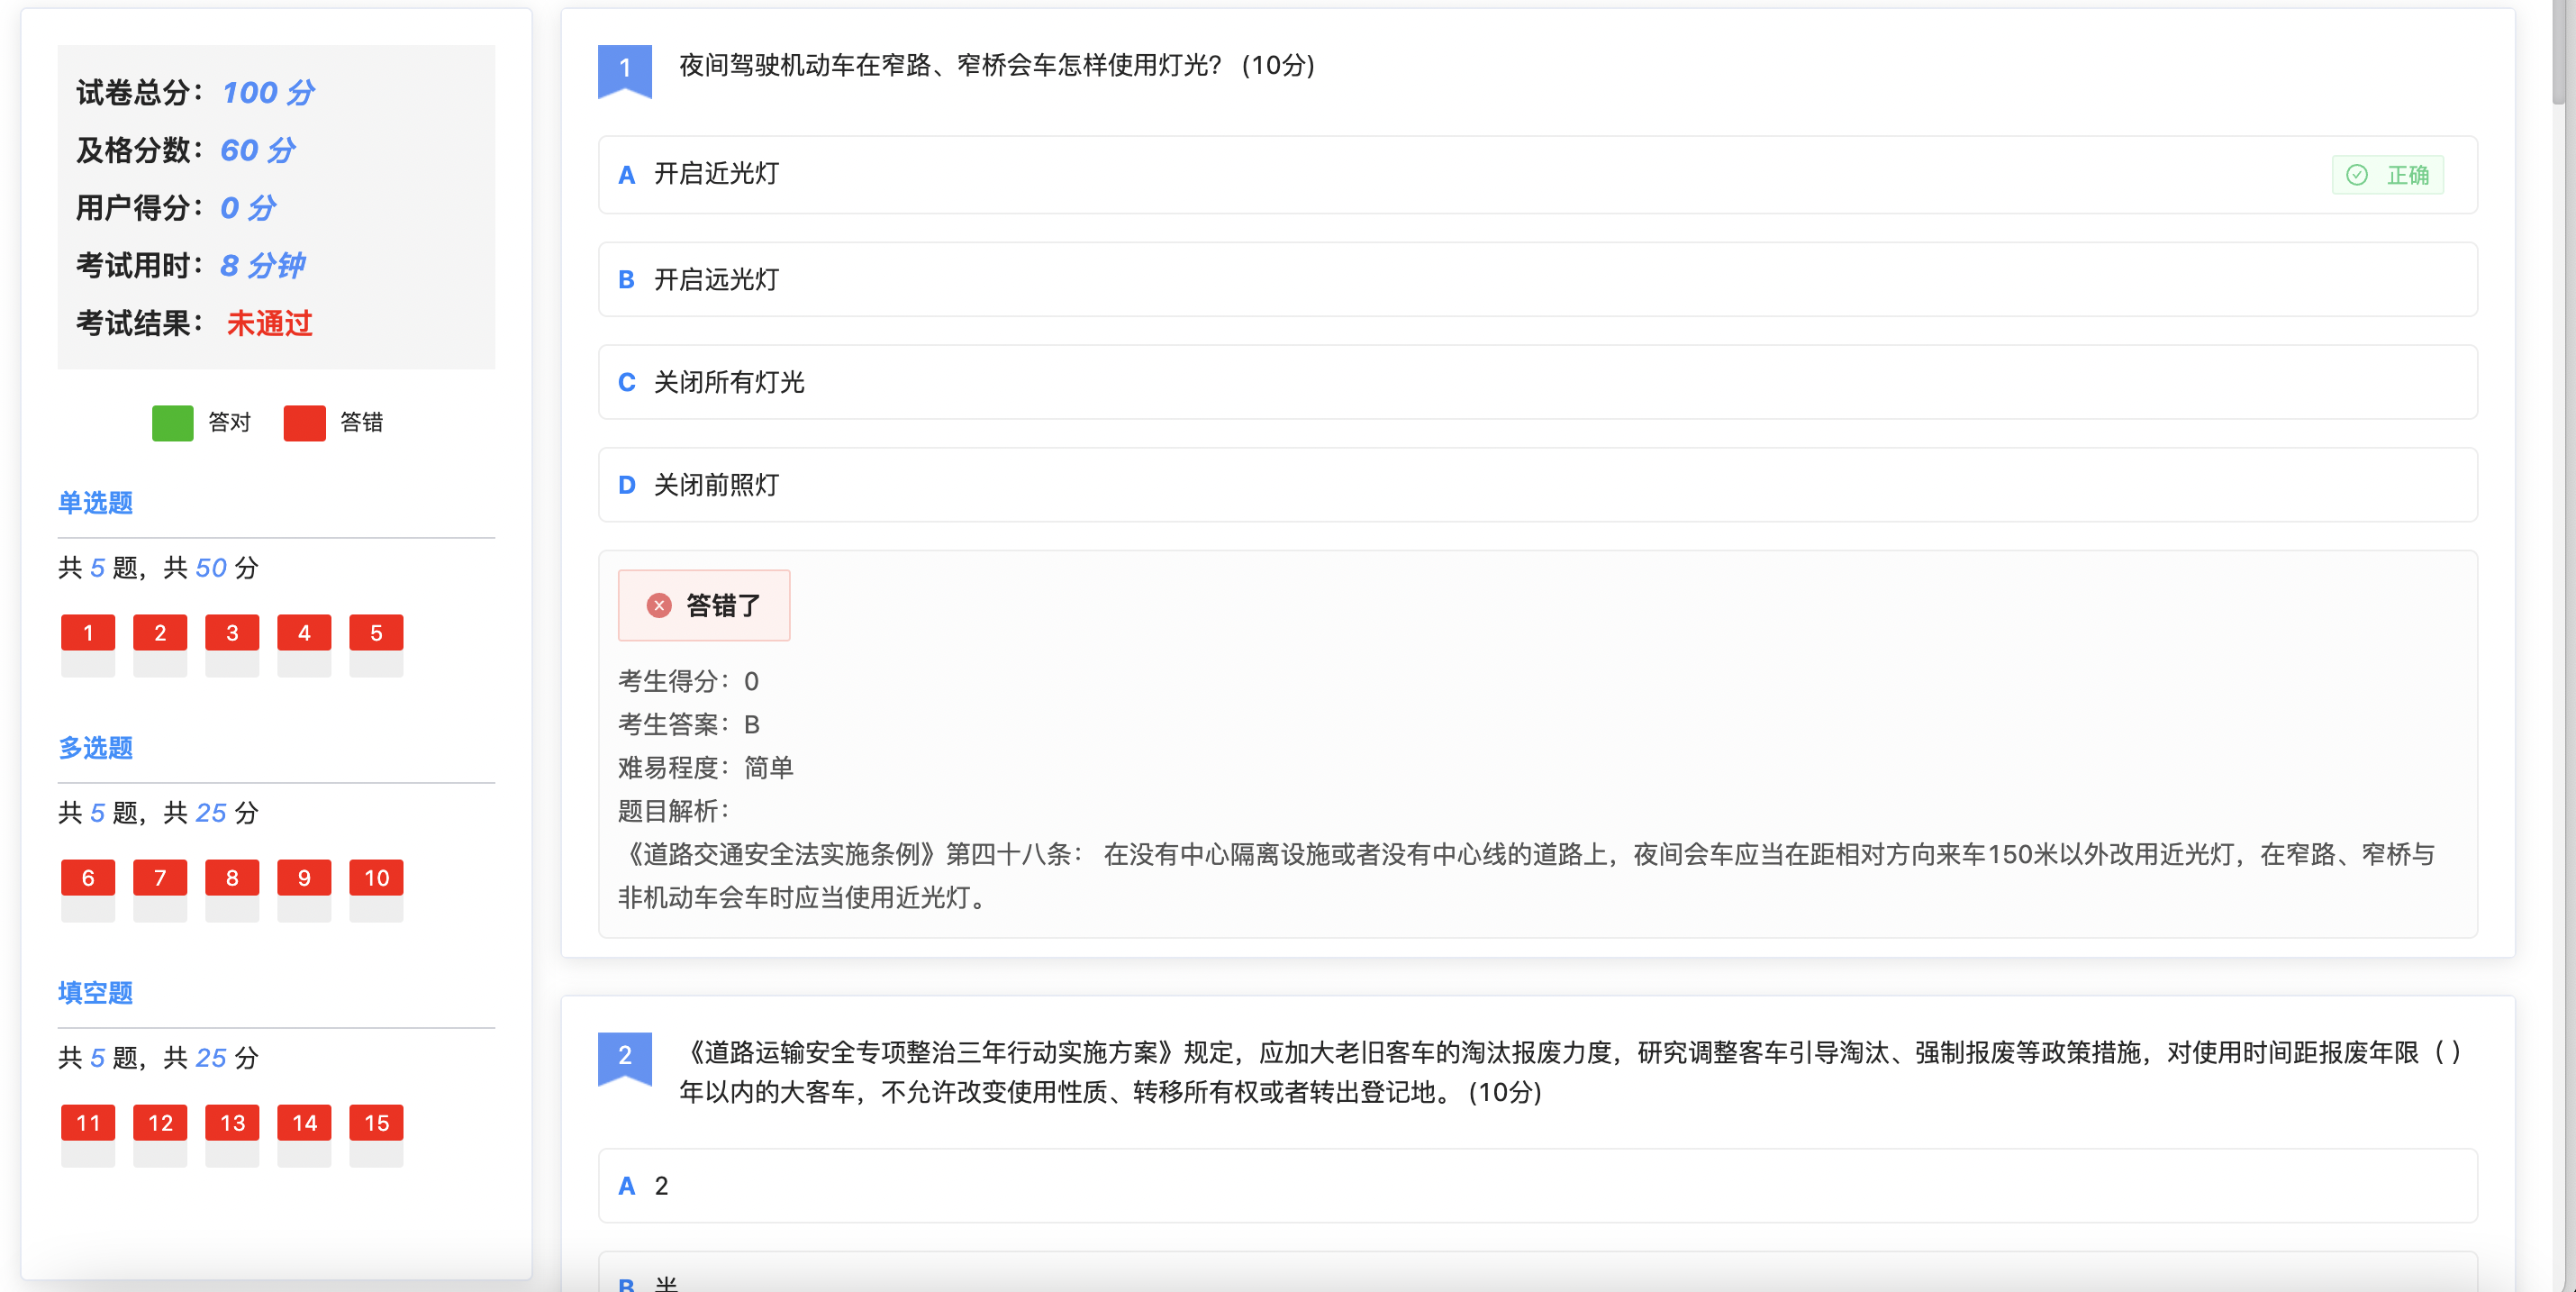 试卷总分：100 分
及格分数：60 分
用户得分：0 分
考试用时：8 分钟
考试结果： 未通过
答对 答错
单选题
共 5 题，共 50 分
1 2 3 4 5
多选题
共 5 题，共 25 分
6 7 8 9 10
填空题
共 5 题，共 25 分
11 12 13 14 15
1 夜间驾驶机动车在窄路、窄桥会车怎样使用灯光？ (10分)
A 开启近光灯 正确
B 开启远光灯
C 关闭所有灯光
D 关闭前照灯
答错了
考生得分：0
考生答案：B
难易程度：简单
题目解析：
《道路交通安全法实施条例》第四十八条： 在没有中心隔离设施或者没有中心线的道路上，夜间会车应当在距相对方向来车150米以外改用近光灯，在窄路、窄桥与
非机动车会车时应当使用近光灯。
2 《道路运输安全专项整治三年行动实施方案》规定，应加大老旧客车的淘汰报废力度，研究调整客车引导淘汰、强制报废等政策措施，对使用时间距报废年限（ ）
年以内的大客车，不允许改变使用性质、转移所有权或者转出登记地。 (10分)
A 2
B 半